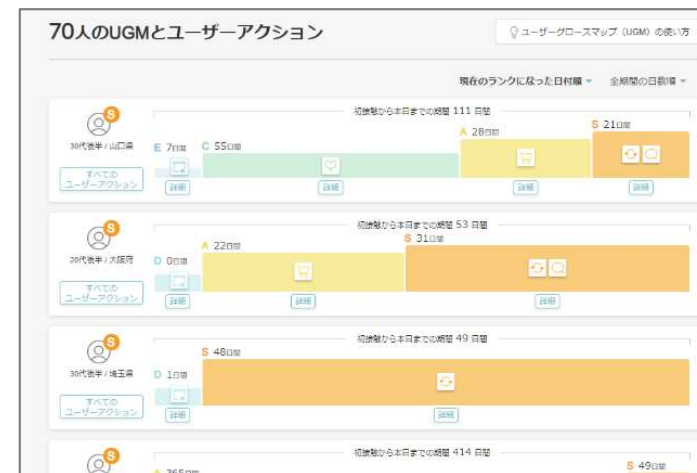 70人のUGMとユーザーアクション
ユーザーグロースマップ（UGM）の使い方
現在のランクになった日付順 全期間の日数順
初接触から本日までの期間 111 日間
S
30代後半 / 山口県
すべての
ユーザーアクション
E 7日間
C 55日間
A 28日間
S 21日間
詳細
詳細
詳細
詳細
初接触から本日までの期間 53 日間
S
20代後半 / 大阪府
すべての
ユーザーアクション
D 0日間
A 22日間
S 31日間
詳細
詳細
詳細
初接触から本日までの期間 49 日間
S
30代後半 / 埼玉県
すべての
ユーザーアクション
D 1日間
S 48日間
詳細
詳細
初接触から本日までの期間 414 日間
S
A 365日間
S 49日間